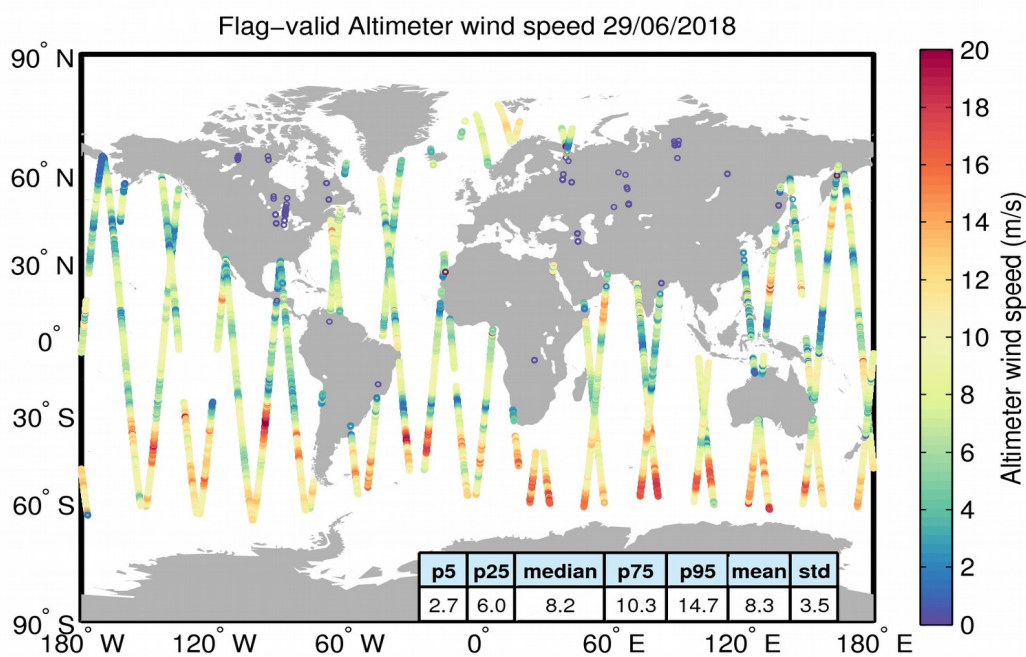 Flag−valid Altimeter wind speed 29/06/2018
90° N
60° N
30° N
0°
30° S
60° S
90° S
180° W
120° W
60° W
0°
60° E
120° E
180° E
p5 p25 median p75 p95 mean std
2.7 6.0 8.2 10.3 14.7 8.3 3.5
20
18
16
14
12
10
8
6
4
2
0
Altimeter wind speed (m/s)